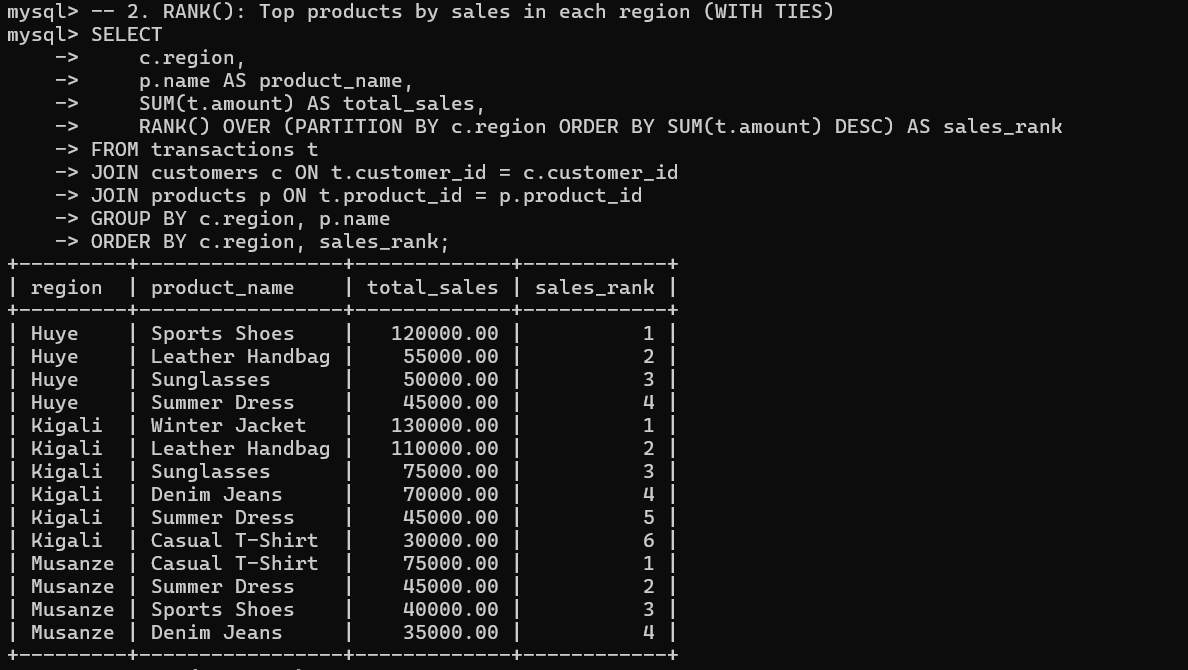 mysql> -- 2. RANK(): Top products by sales in each region (WITH TIES)
mysql> SELECT
    ->     c.region,
    ->     p.name AS product_name,
    ->     SUM(t.amount) AS total_sales,
    ->     RANK() OVER (PARTITION BY c.region ORDER BY SUM(t.amount) DESC) AS sales_rank
    -> FROM transactions t
    -> JOIN customers c ON t.customer_id = c.customer_id
    -> JOIN products p ON t.product_id = p.product_id
    -> GROUP BY c.region, p.name
    -> ORDER BY c.region, sales_rank;
+---------+-----------------+-------------+------------+
| region  | product_name    | total_sales | sales_rank |
+---------+-----------------+-------------+------------+
| Huye    | Sports Shoes    |   120000.00 |          1 |
| Huye    | Leather Handbag |    55000.00 |          2 |
| Huye    | Sunglasses      |    50000.00 |          3 |
| Huye    | Summer Dress    |    45000.00 |          4 |
| Kigali  | Winter Jacket   |   130000.00 |          1 |
| Kigali  | Leather Handbag |   110000.00 |          2 |
| Kigali  | Sunglasses      |    75000.00 |          3 |
| Kigali  | Denim Jeans     |    70000.00 |          4 |
| Kigali  | Summer Dress    |    45000.00 |          5 |
| Kigali  | Casual T-Shirt  |    30000.00 |          6 |
| Musanze | Casual T-Shirt  |    75000.00 |          1 |
| Musanze | Summer Dress    |    45000.00 |          2 |
| Musanze | Sports Shoes    |    40000.00 |          3 |
| Musanze | Denim Jeans     |    35000.00 |          4 |
+---------+-----------------+-------------+------------+